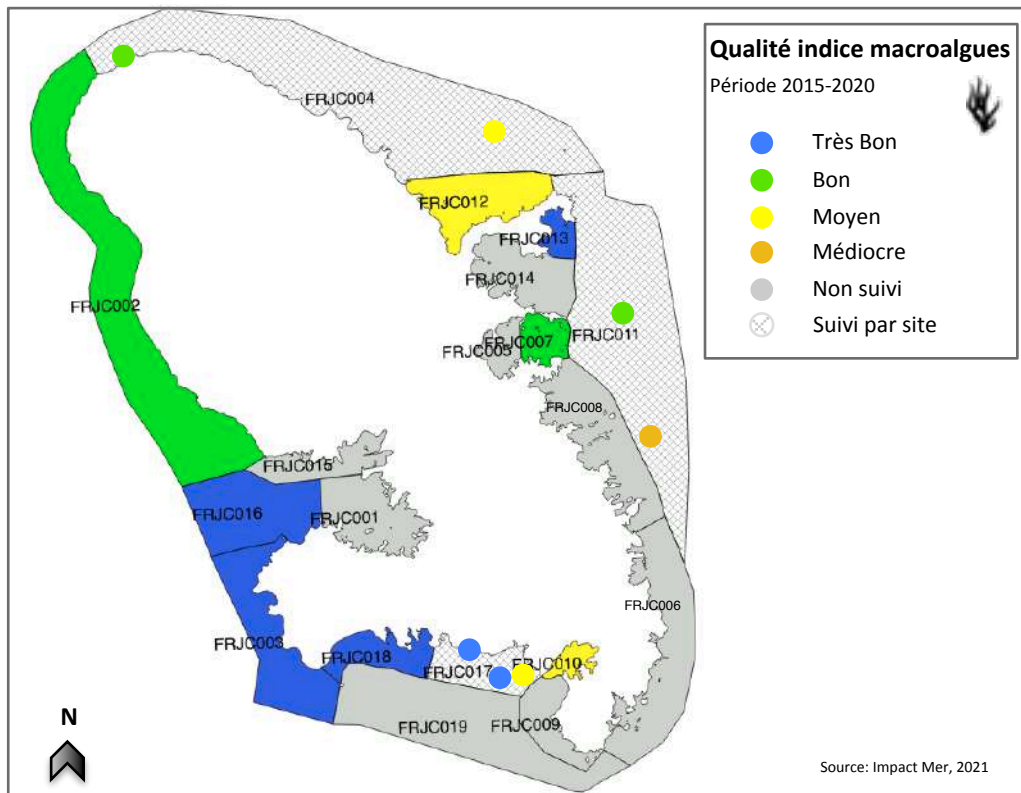 Qualité indice macroalgues
Période 2015-2020
Très Bon
Bon
Moyen
Médiocre
Non suivi
Suivi par site
FRJC004
FRJC012
FRJC013
FRJC014
FRJC002
FRJC011
FRJC007
FRJC005
FRJC008
FRJC015
FRJC016
FRJC001
FRJC006
FRJC003
FRJC018
FRJC017
FRJC010
FRJC019
FRJC009
N
Source: Impact Mer, 2021